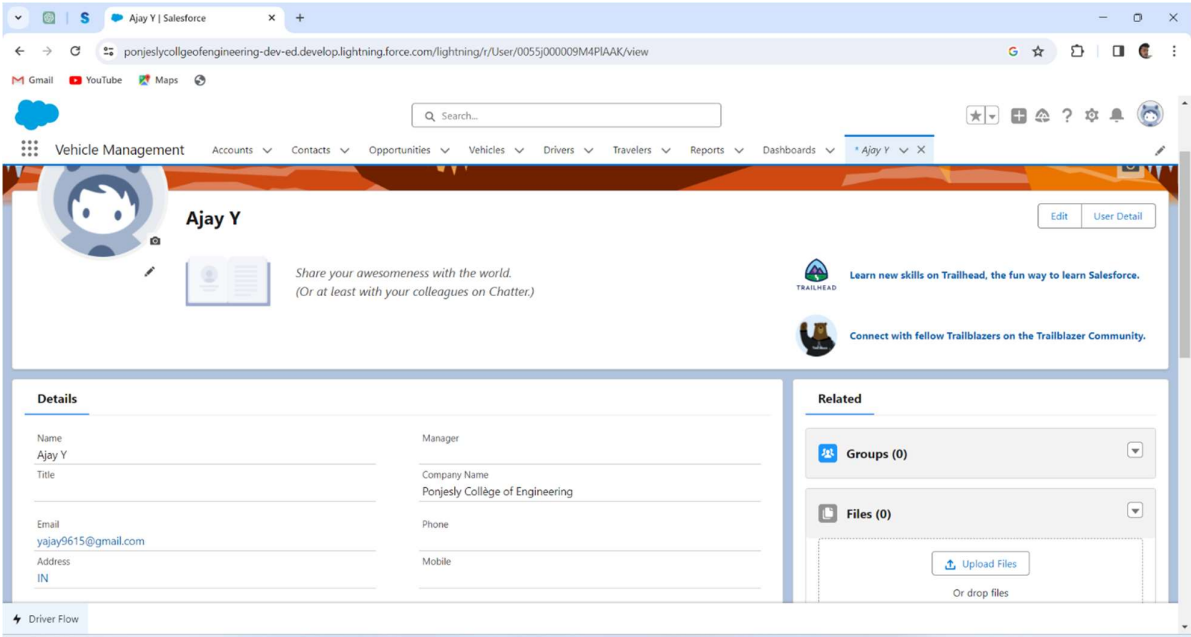 Ajay Y | Salesforce
ponjeslycollgeofengineering-dev-ed.develop.lightning.force.com/lightning/r/User/0055j000009M4PlAAK/view
Gmail YouTube Maps
Search...
Vehicle Management Accounts Contacts Opportunities Vehicles Drivers Travelers Reports Dashboards * Ajay Y
Ajay Y
Edit User Detail
Share your awesomeness with the world.
(Or at least with your colleagues on Chatter.)
TRAILHEAD
Learn new skills on Trailhead, the fun way to learn Salesforce.
Connect with fellow Trailblazers on the Trailblazer Community.
Details
Name
Ajay Y
Manager
Title
Company Name
Ponjesly Collège of Engineering
Email
yajay9615@gmail.com
Phone
Address
IN
Mobile
Related
Groups (0)
Files (0)
Upload Files
Or drop files
Driver Flow